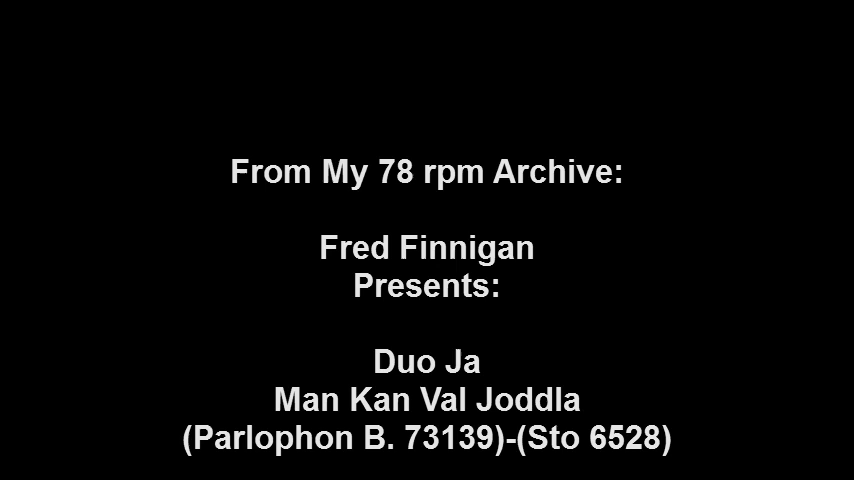 From My 78 rpm Archive:
Fred Finnigan
Presents:
Duo Ja
Man Kan Val Joddla
(Parlophon B. 73139)-(Sto 6528)